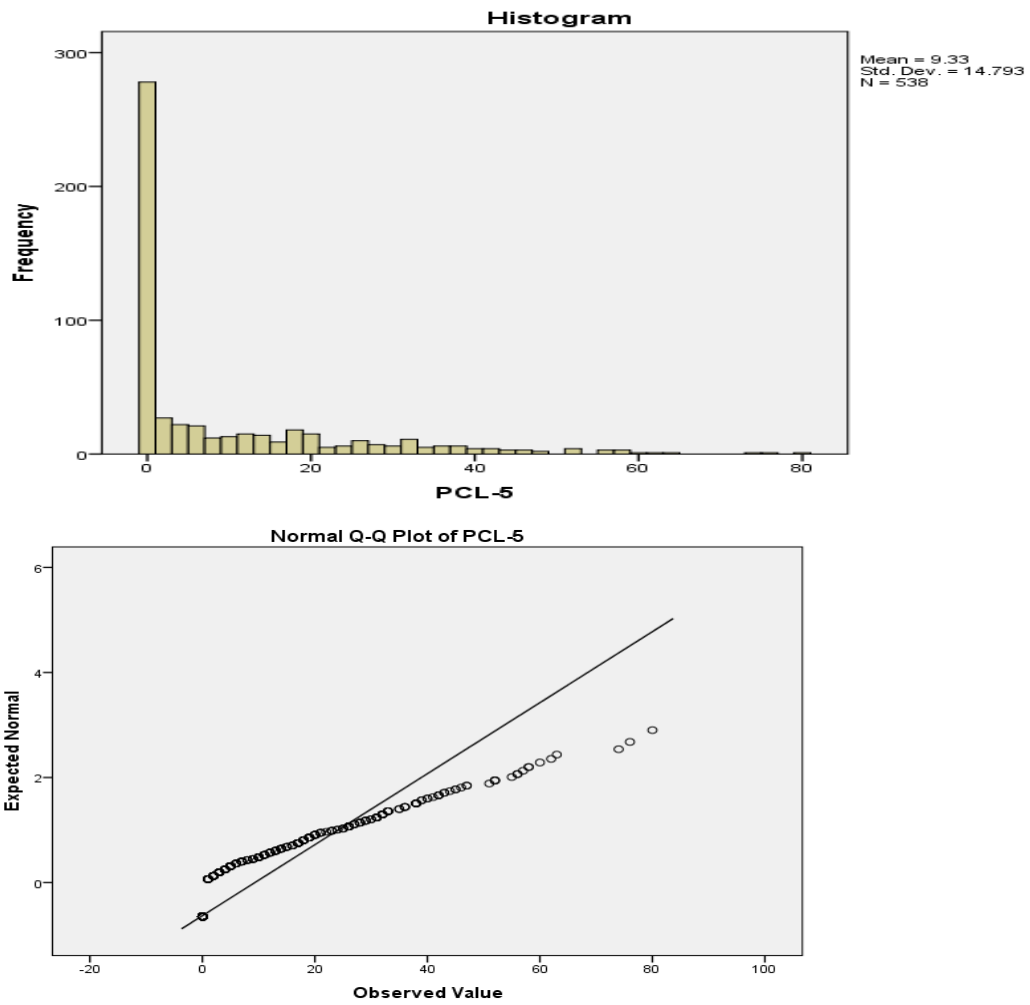 Histogram
Mean = 9.33
Std. Dev. = 14.793
N = 538
300
200
100
0
Frequency
0 20 40 60 80
PCL-5
Normal Q-Q Plot of PCL-5
6
4
2
0
Expected Normal
-20 0 20 40 60 80 100
Observed Value